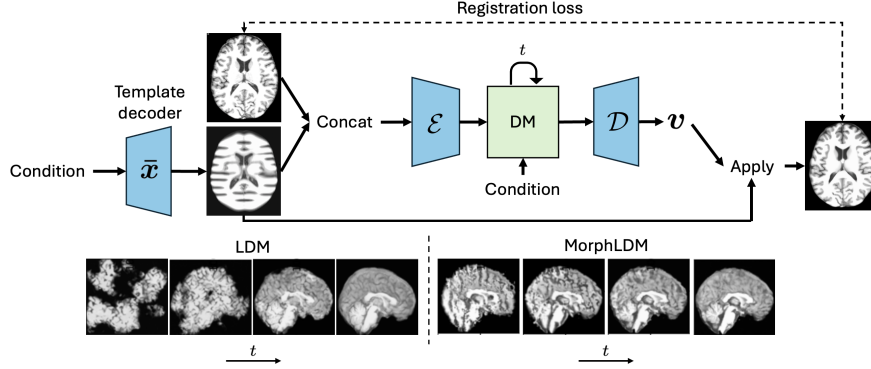 Registration loss
Template
decoder
t
Concat
ℰ
DM
𝒟
v
Condition
x̄
Apply
Condition
LDM
MorphLDM
t
t